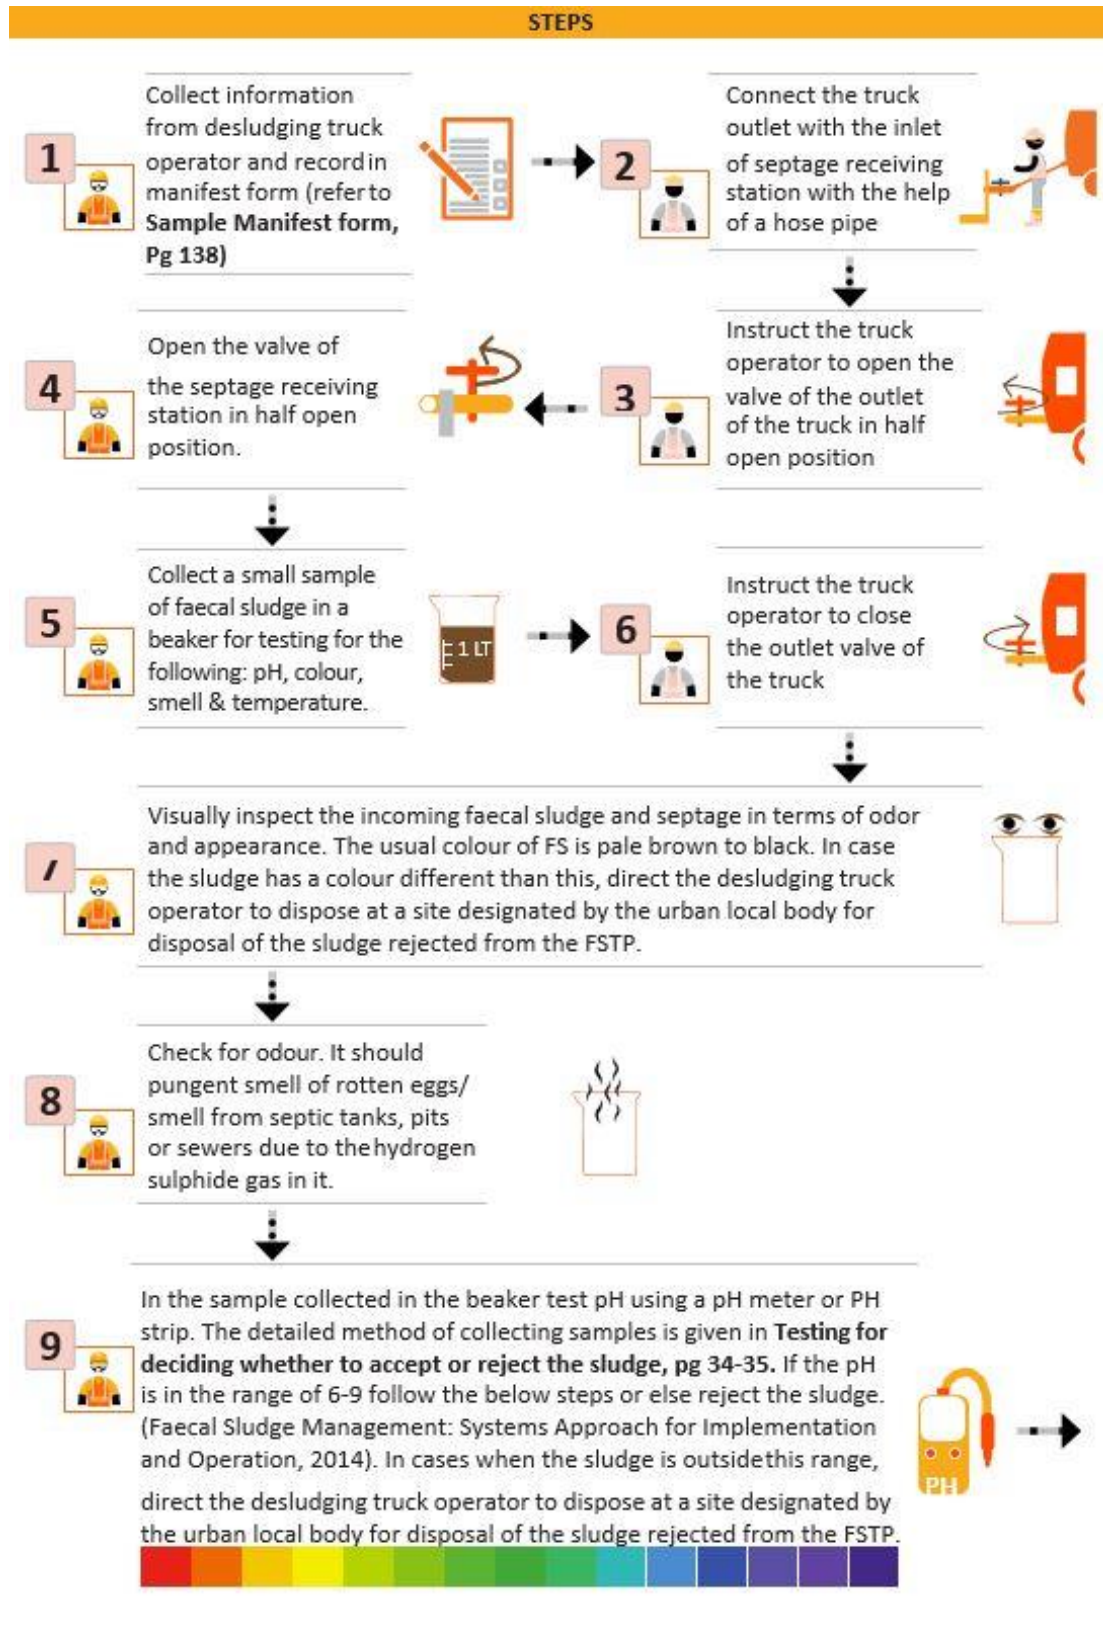 STEPS
1
Collect information
from desludging truck
operator and record in
manifest form (refer to
Sample Manifest form,
Pg 138)
2
Connect the truck
outlet with the inlet
of septage receiving
station with the help
of a hose pipe
3
Instruct the truck
operator to open the
valve of the outlet
of the truck in half
open position
4
Open the valve of
the septage receiving
station in half open
position.
5
Collect a small sample
of faecal sludge in a
beaker for testing for the
following: pH, colour,
smell & temperature.
1 LT
6
Instruct the truck
operator to close
the outlet valve of
the truck
7
Visually inspect the incoming faecal sludge and septage in terms of odor
and appearance. The usual colour of FS is pale brown to black. In case
the sludge has a colour different than this, direct the desludging truck
operator to dispose at a site designated by the urban local body for
disposal of the sludge rejected from the FSTP.
8
Check for odour. It should
pungent smell of rotten eggs/
smell from septic tanks, pits
or sewers due to the hydrogen
sulphide gas in it.
9
In the sample collected in the beaker test pH using a pH meter or PH
strip. The detailed method of collecting samples is given in Testing for
deciding whether to accept or reject the sludge, pg 34-35. If the pH
is in the range of 6-9 follow the below steps or else reject the sludge.
(Faecal Sludge Management: Systems Approach for Implementation
and Operation, 2014). In cases when the sludge is outside this range,
direct the desludging truck operator to dispose at a site designated by
the urban local body for disposal of the sludge rejected from the FSTP.
PH